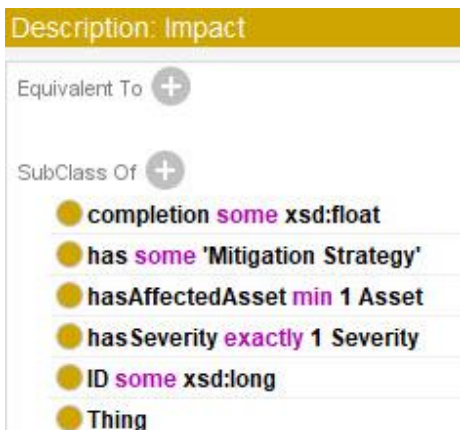 Description: Impact
Equivalent To
SubClass Of
completion some xsd:float
has some 'Mitigation Strategy'
hasAffectedAsset min 1 Asset
hasSeverity exactly 1 Severity
ID some xsd:long
Thing